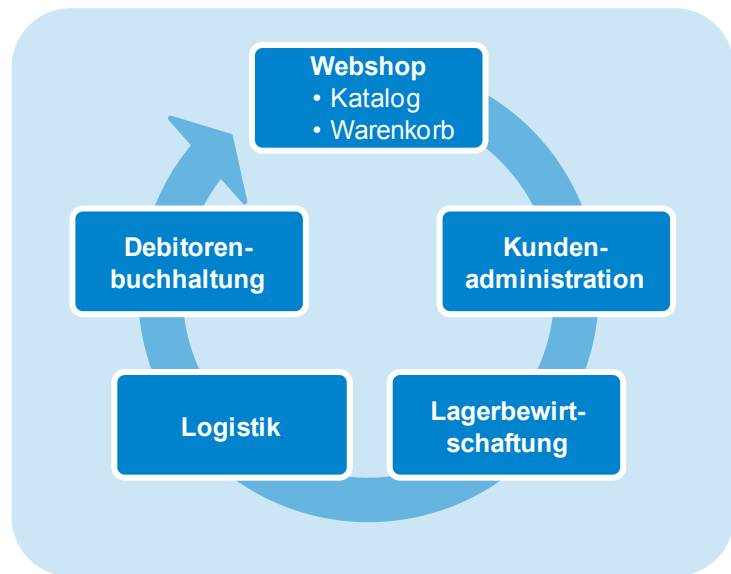 Webshop
• Katalog
• Warenkorb
Debitoren-
buchhaltung
Kunden-
administration
Logistik
Lagerbewirt-
schaftung